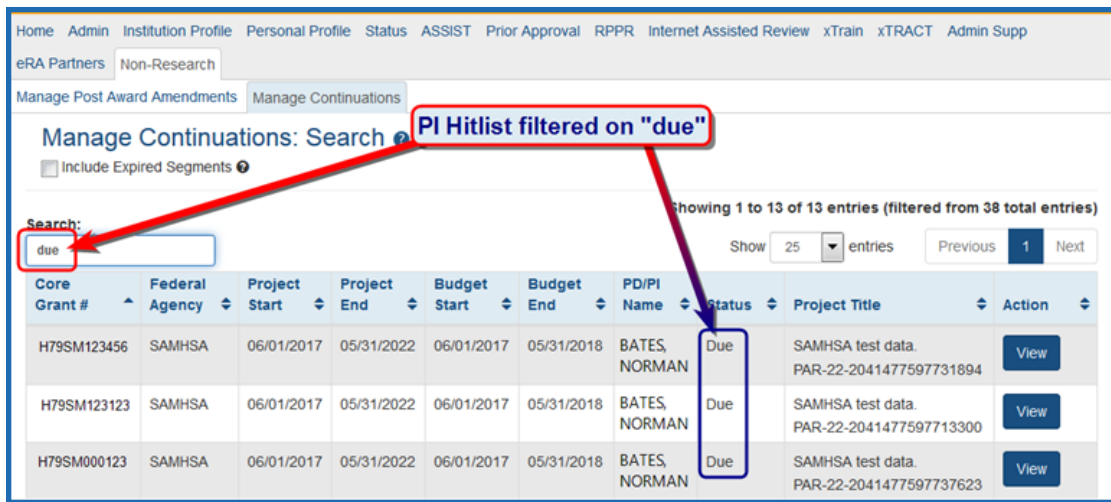 Home Admin Institution Profile Personal Profile Status ASSIST Prior Approval RPPR Internet Assisted Review xTrain xTRACT Admin Supp
eRA Partners Non-Research
Manage Post Award Amendments Manage Continuations
PI Hitlist filtered on "due"
Manage Continuations: Search
Include Expired Segments
Showing 1 to 13 of 13 entries (filtered from 38 total entries)
Search:
due
Show 25 entries Previous 1 Next
Core Grant # Federal Agency Project Start Project End Budget Start Budget End PD/PI Name Status Project Title Action
H79SM123456 SAMHSA 06/01/2017 05/31/2022 06/01/2017 05/31/2018 BATES, NORMAN Due SAMHSA test data. PAR-22-2041477597731894 View
H79SM123123 SAMHSA 06/01/2017 05/31/2022 06/01/2017 05/31/2018 BATES, NORMAN Due SAMHSA test data. PAR-22-2041477597713300 View
H79SM000123 SAMHSA 06/01/2017 05/31/2022 06/01/2017 05/31/2018 BATES, NORMAN Due SAMHSA test data. PAR-22-2041477597737623 View